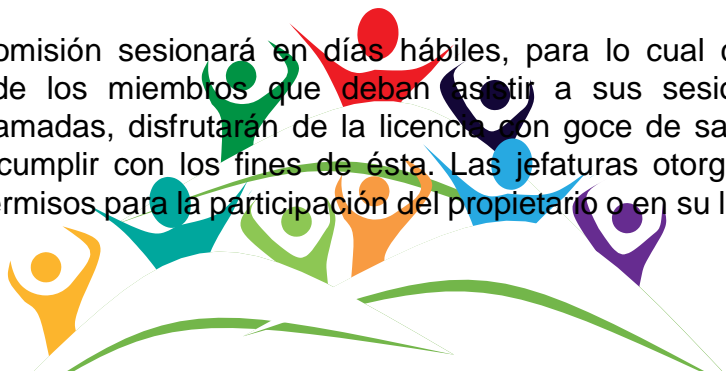 omisión sesionará en días hábiles, para lo cual c
de los miembros que deban asistir a sus sesio
amadas, disfrutarán de la licencia con goce de sa
cumplir con los fines de ésta. Las jefaturas otorg
ermisos para la participación del propietario o en su l